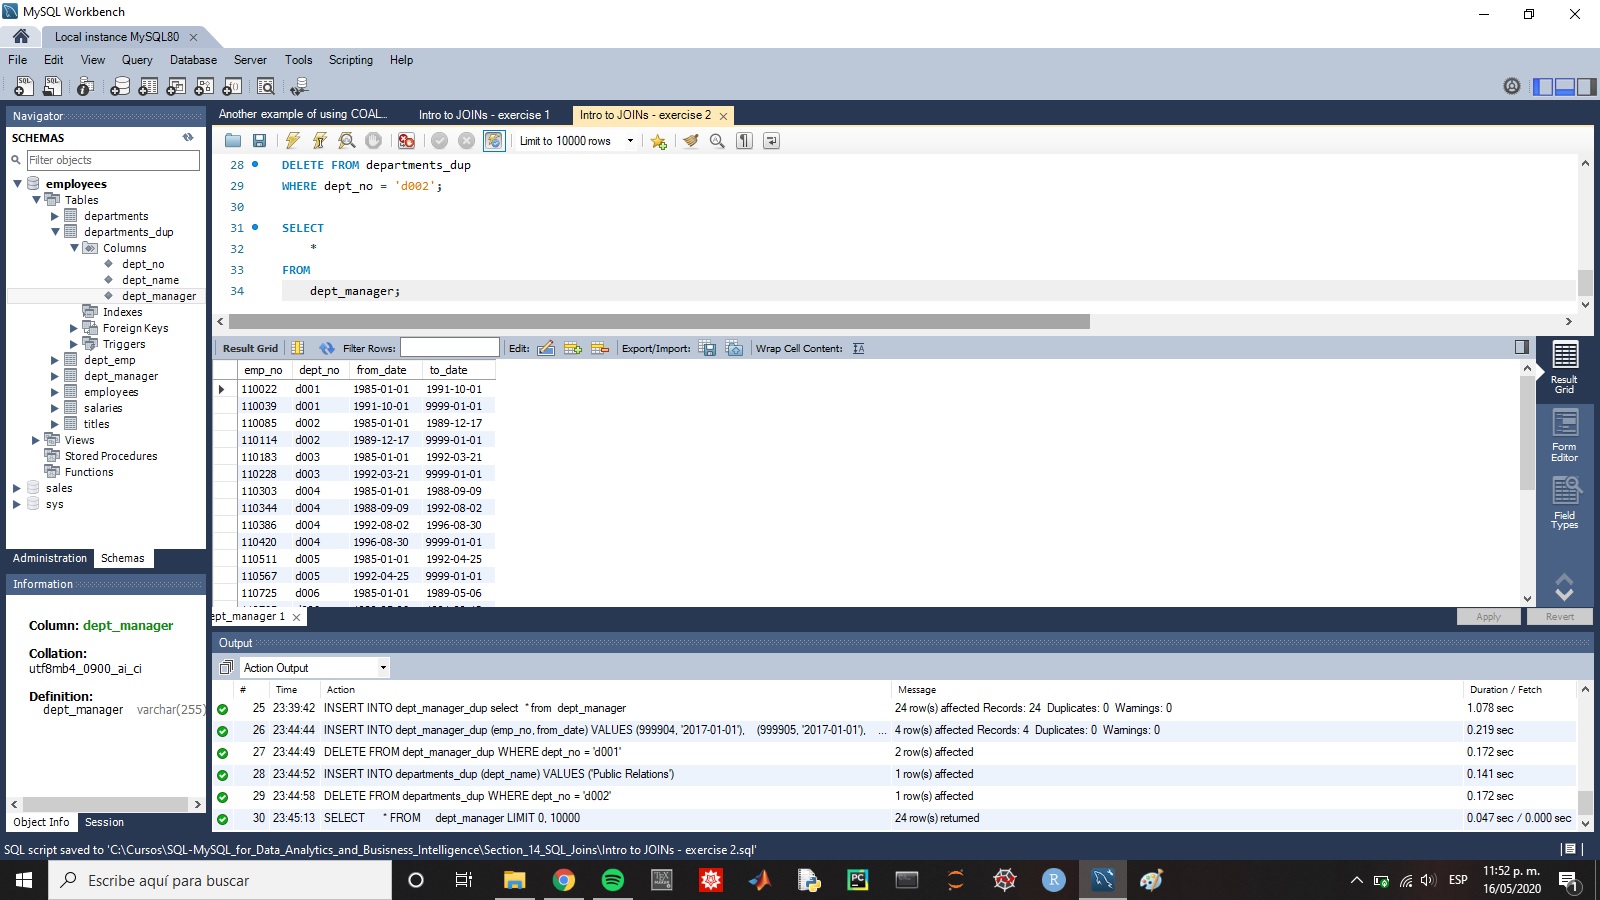 MySQL Workbench
Local instance MySQL80
File Edit View Query Database Server Tools Scripting Help
Navigator
SCHEMAS
Filter objects
employees
Tables
departments
departments_dup
Columns
dept_no
dept_name
dept_manager
Indexes
Foreign Keys
Triggers
dept_emp
dept_manager
employees
salaries
titles
Views
Stored Procedures
Functions
sales
sys
Administration Schemas
Information
Column: dept_manager
Collation:
utf8mb4_0900_ai_ci
Definition:
dept_manager varchar(255)
Object Info Session
Another example of using COAL... Intro to JOINs - exercise 1 Intro to JOINs - exercise 2
Limit to 10000 rows
28 DELETE FROM departments_dup
29 WHERE dept_no = 'd002';
30
31 SELECT
32 *
33 FROM
34 dept_manager;
Result Grid Filter Rows: Edit: Export/Import: Wrap Cell Content:
emp_no dept_no from_date to_date
110022 d001 1985-01-01 1991-10-01
110039 d001 1991-10-01 9999-01-01
110085 d002 1985-01-01 1989-12-17
110114 d002 1989-12-17 9999-01-01
110183 d003 1985-01-01 1992-03-21
110228 d003 1992-03-21 9999-01-01
110303 d004 1985-01-01 1988-09-09
110344 d004 1988-09-09 1992-08-02
110386 d004 1992-08-02 1996-08-30
110420 d004 1996-08-30 9999-01-01
110511 d005 1985-01-01 1992-04-25
110567 d005 1992-04-25 9999-01-01
110725 d006 1985-01-01 1989-05-06
Result
Grid
Form
Editor
Field
Types
ept_manager 1
Apply Revert
Output
Action Output
# Time Action Message Duration / Fetch
25 23:39:42 INSERT INTO dept_manager_dup select * from dept_manager 24 row(s) affected Records: 24 Duplicates: 0 Warnings: 0 1.078 sec
26 23:44:44 INSERT INTO dept_manager_dup (emp_no, from_date) VALUES (999904, '2017-01-01'), (999905, '2017-01-01'), ... 4 row(s) affected Records: 4 Duplicates: 0 Warnings: 0 0.219 sec
27 23:44:49 DELETE FROM dept_manager_dup WHERE dept_no = 'd001' 2 row(s) affected 0.172 sec
28 23:44:52 INSERT INTO departments_dup (dept_name) VALUES ('Public Relations') 1 row(s) affected 0.141 sec
29 23:44:58 DELETE FROM departments_dup WHERE dept_no = 'd002' 1 row(s) affected 0.172 sec
30 23:45:13 SELECT * FROM dept_manager LIMIT 0, 10000 24 row(s) returned 0.047 sec / 0.000 sec
SQL script saved to 'C:\Cursos\SQL-MySQL_for_Data_Analytics_and_Business_Intelligence\Section_14_SQL_Joins\Intro to JOINs - exercise 2.sql'
Escribe aquí para buscar
ESP
11:52 p. m.
16/05/2020
1